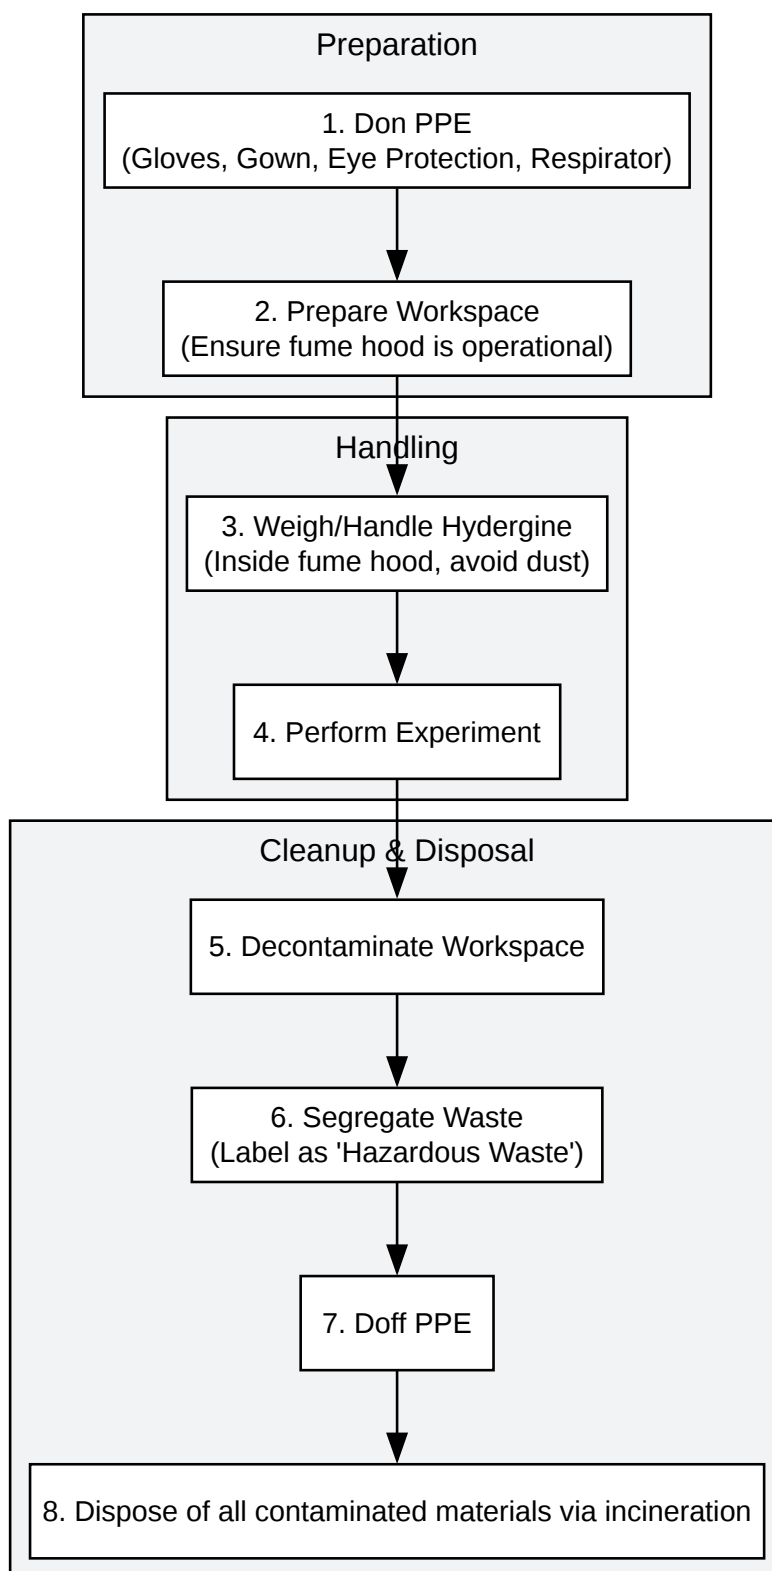 Preparation
1. Don PPE
(Gloves, Gown, Eye Protection, Respirator)
2. Prepare Workspace
(Ensure fume hood is operational)
Handling
3. Weigh/Handle Hydergine
(Inside fume hood, avoid dust)
4. Perform Experiment
Cleanup & Disposal
5. Decontaminate Workspace
6. Segregate Waste
(Label as 'Hazardous Waste')
7. Doff PPE
8. Dispose of all contaminated materials via incineration